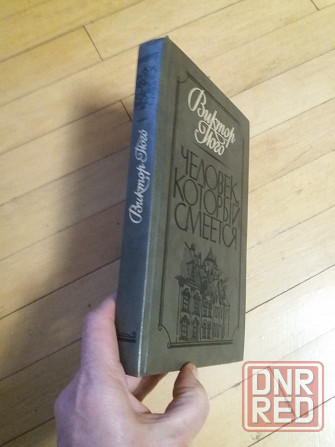 Виктор Гюго
Виктор
Гюго
ЧЕЛОВЕК,
КОТОРЫЙ
СМЕЕТСЯ
DNR
RED